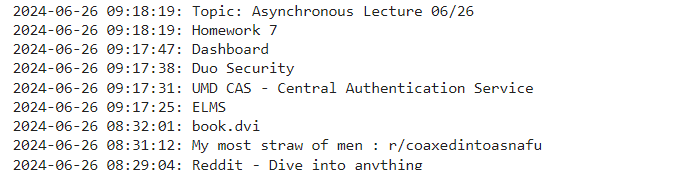 2024-06-26 09:18:19: Topic: Asynchronous Lecture 06/26
2024-06-26 09:18:19: Homework 7
2024-06-26 09:17:47: Dashboard
2024-06-26 09:17:38: Duo Security
2024-06-26 09:17:31: UMD CAS - Central Authentication Service
2024-06-26 09:17:25: ELMS
2024-06-26 08:32:01: book.dvi
2024-06-26 08:31:12: My most straw of men : r/coaxedintoasnafu
2024-06-26 08:29:04: Reddit - Dive into anything